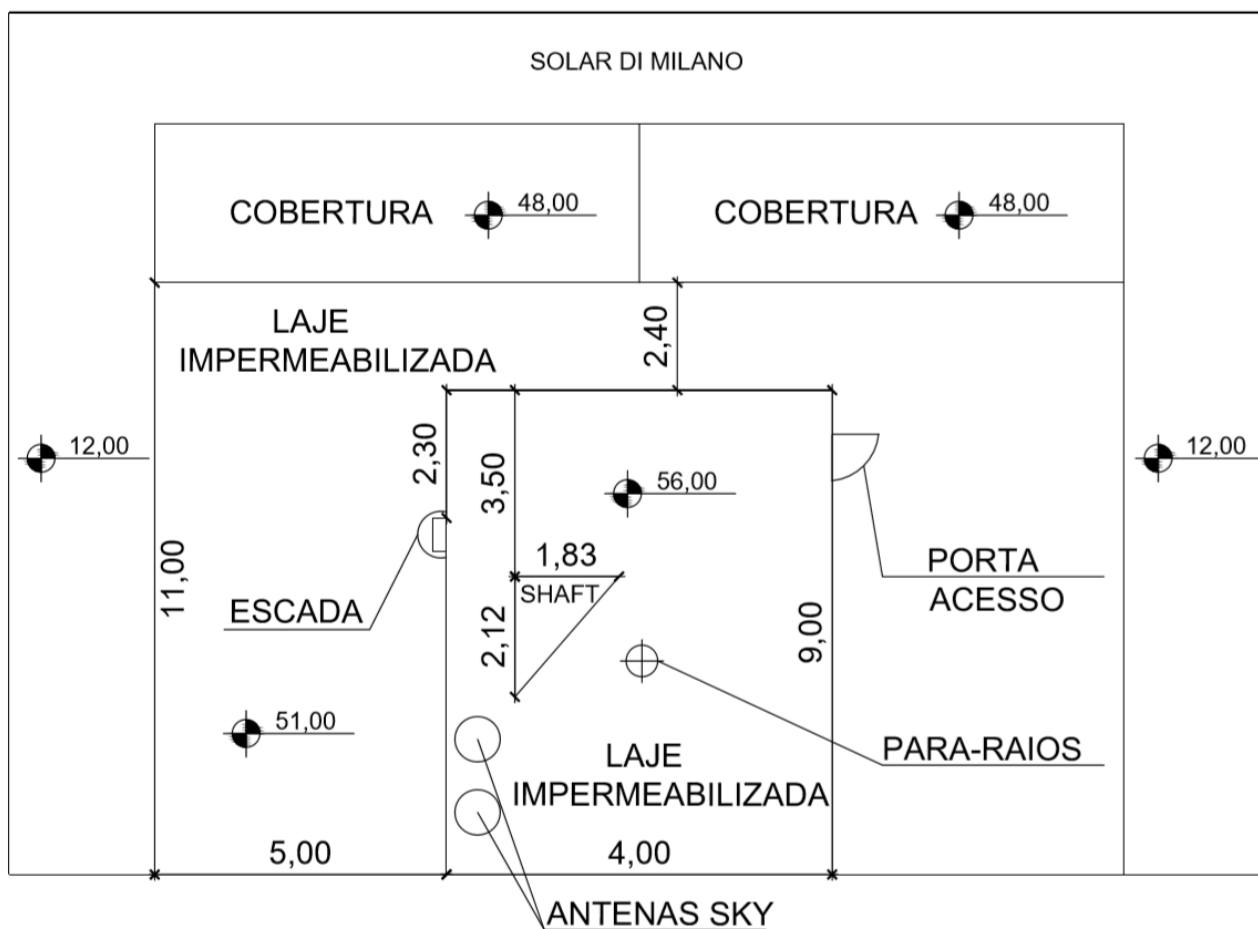 SOLAR DI MILANO
COBERTURA
48,00
COBERTURA
48,00
LAJE
IMPERMEABILIZADA
2,40
12,00
2,30
3,50
56,00
12,00
11,00
1,83
SHAFT
PORTA
ACESSO
ESCADA
2,12
9,00
51,00
PARA-RAIOS
LAJE
IMPERMEABILIZADA
5,00
4,00
ANTENAS SKY